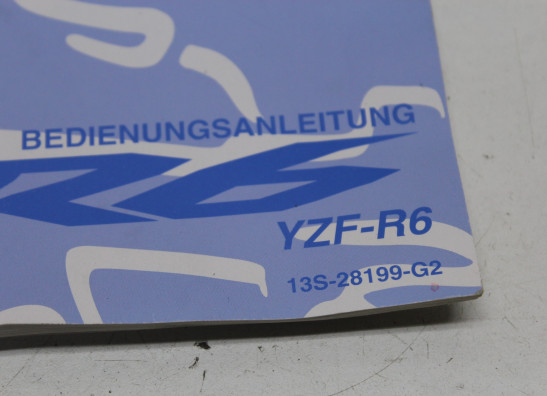 BEDIENUNGSANLEITUNG
R6
YZF-R6
13S-28199-G2